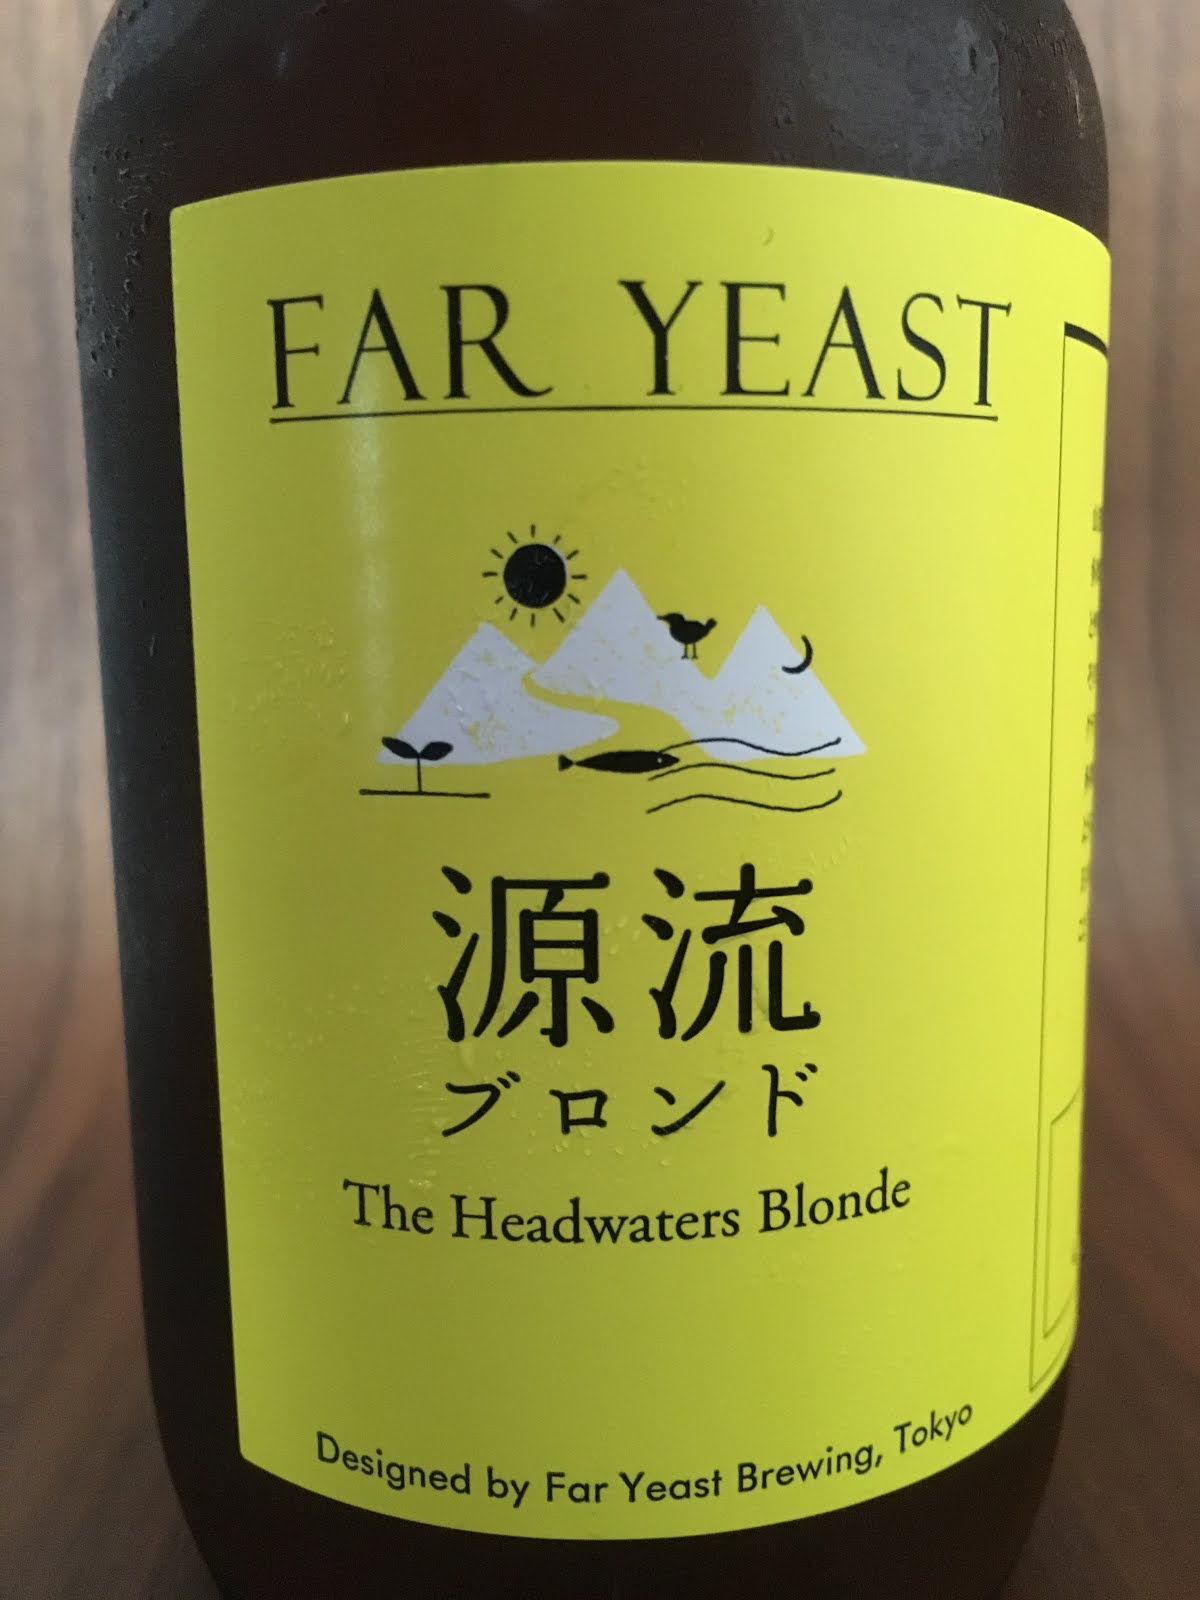 FAR YEAST
源流
ブロンド
The Headwaters Blonde
Designed by Far Yeast Brewing, Tokyo